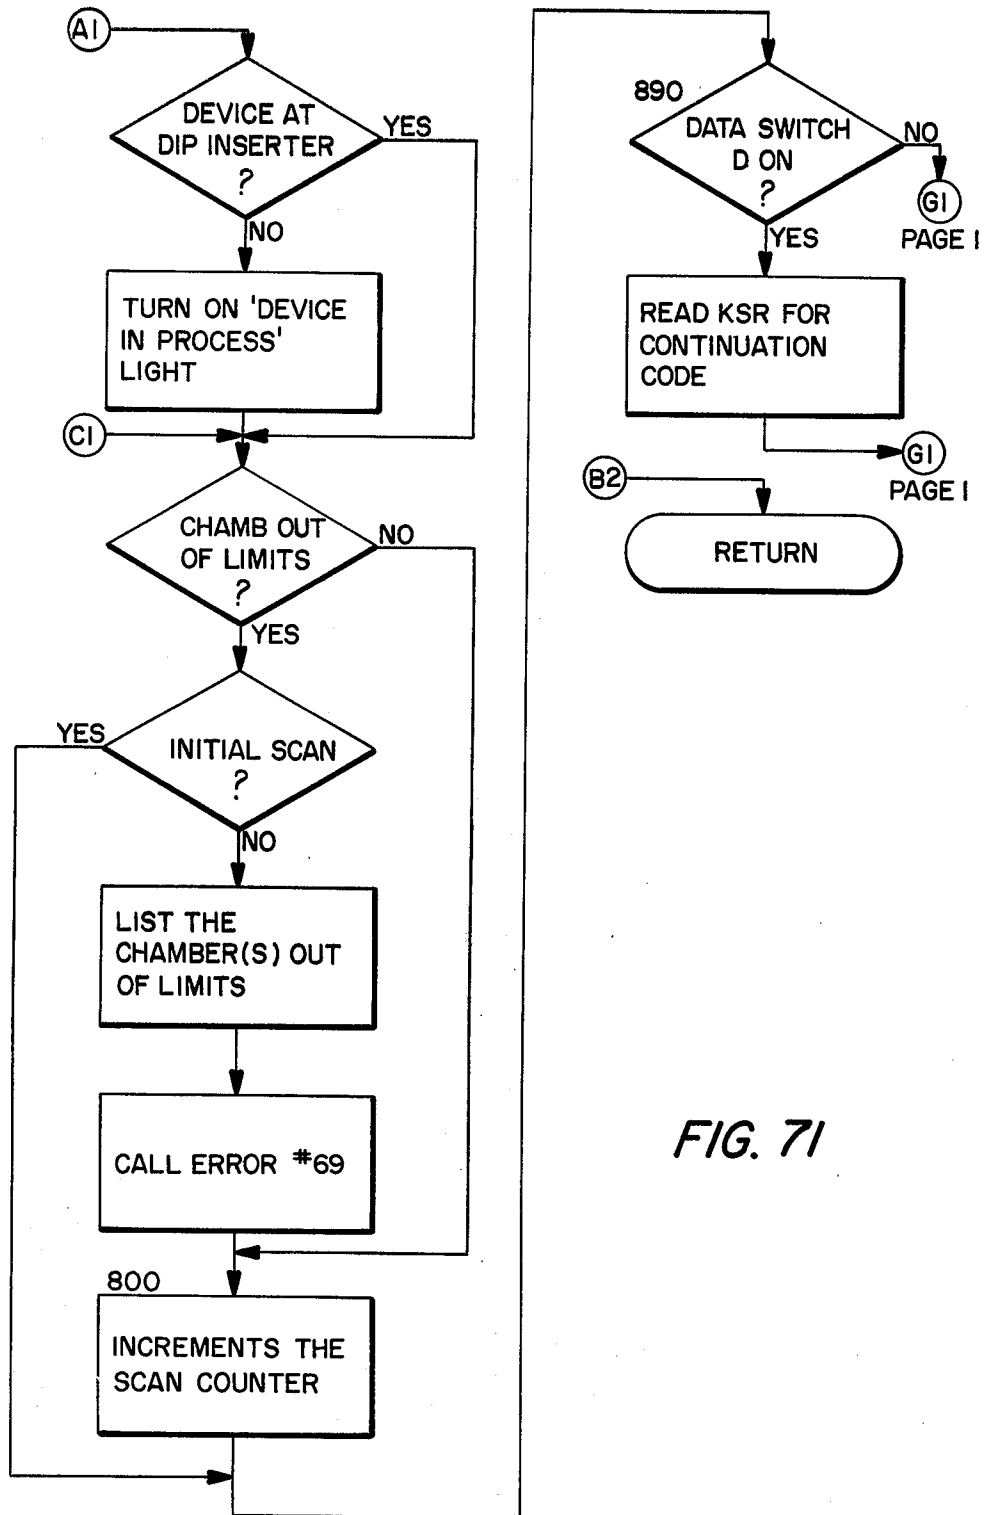 A1
DEVICE AT
DIP INSERTER
?
YES
NO
TURN ON 'DEVICE
IN PROCESS'
LIGHT
C1
CHAMB OUT
OF LIMITS
?
NO
YES
YES
INITIAL SCAN
?
NO
LIST THE
CHAMBER(S) OUT
OF LIMITS
CALL ERROR #69
800
INCREMENTS THE
SCAN COUNTER
890
DATA SWITCH
D ON
?
NO
G1
PAGE 1
YES
READ KSR FOR
CONTINUATION
CODE
G1
PAGE 1
B2
RETURN
FIG. 71